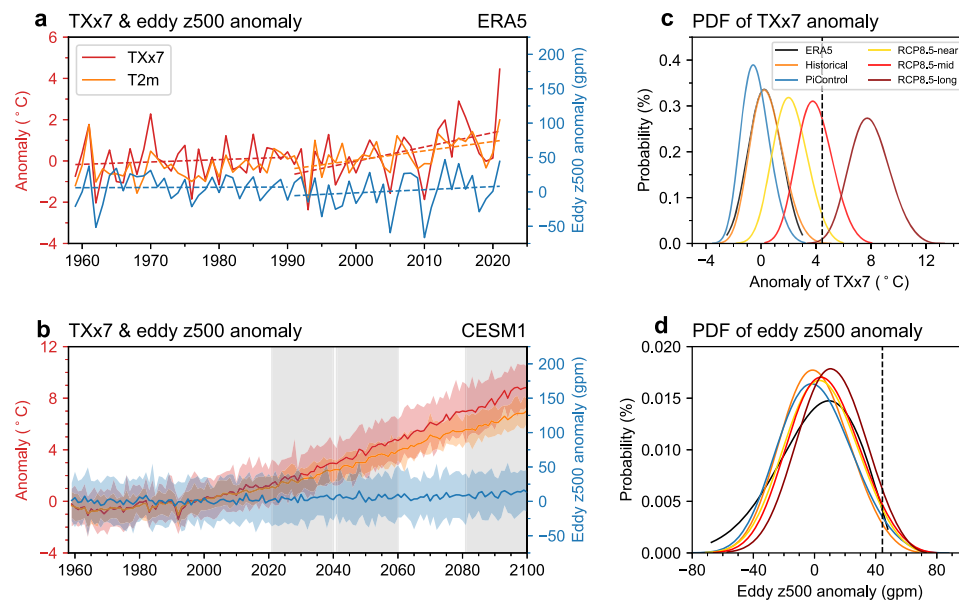 a TXx7 & eddy z500 anomaly ERA5
TXx7
T2m
6
4
2
0
−2
−4
Anomaly (°C)
200
150
100
50
0
−50
Eddy z500 anomaly (gpm)
1960 1970 1980 1990 2000 2010 2020
c PDF of TXx7 anomaly
ERA5 RCP8.5-near
Historical RCP8.5-mid
PiControl RCP8.5-long
0.4
0.3
0.2
0.1
0.0
Probability (%)
−4 0 4 8 12
Anomaly of TXx7 (°C)
b TXx7 & eddy z500 anomaly CESM1
12
8
4
0
−4
Anomaly (°C)
200
150
100
50
0
−50
Eddy z500 anomaly (gpm)
1960 1980 2000 2020 2040 2060 2080 2100
d PDF of eddy z500 anomaly
0.020
0.015
0.010
0.005
0.000
Probability (%)
−80 −40 0 40 80
Eddy z500 anomaly (gpm)